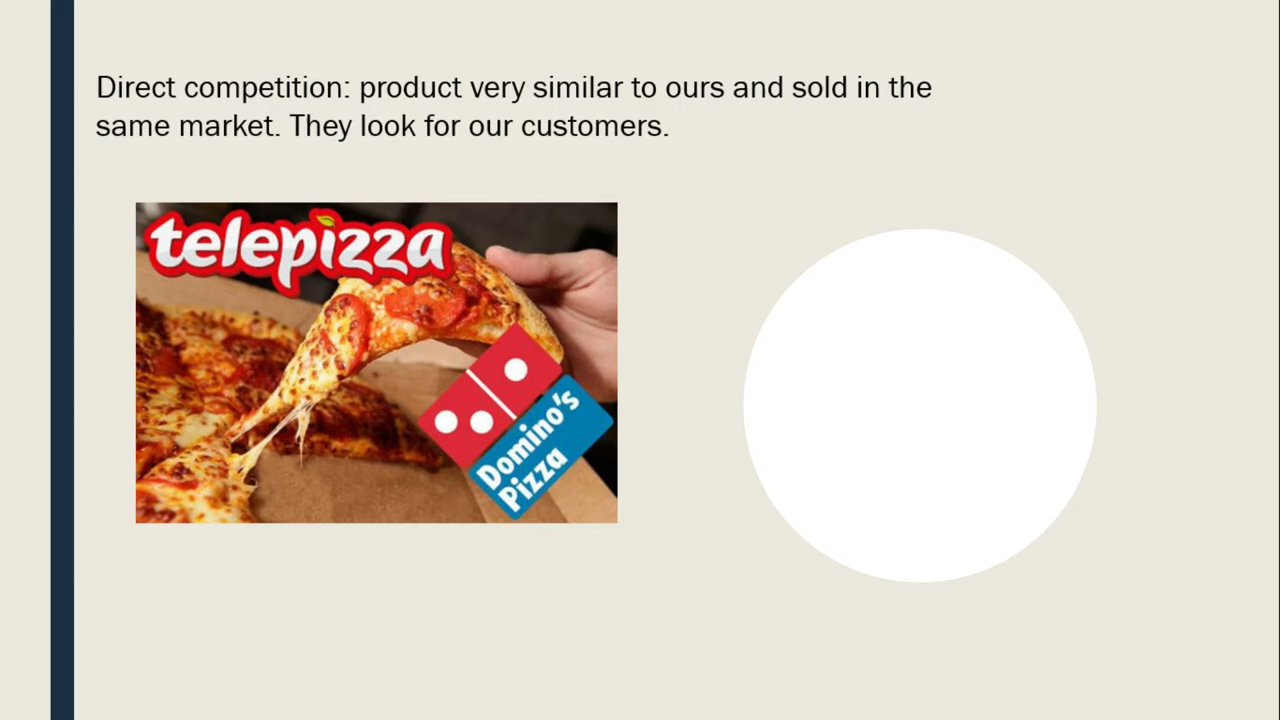 Direct competition: product very similar to ours and sold in the
same market. They look for our customers.
telepizza
Domino's
Pizza